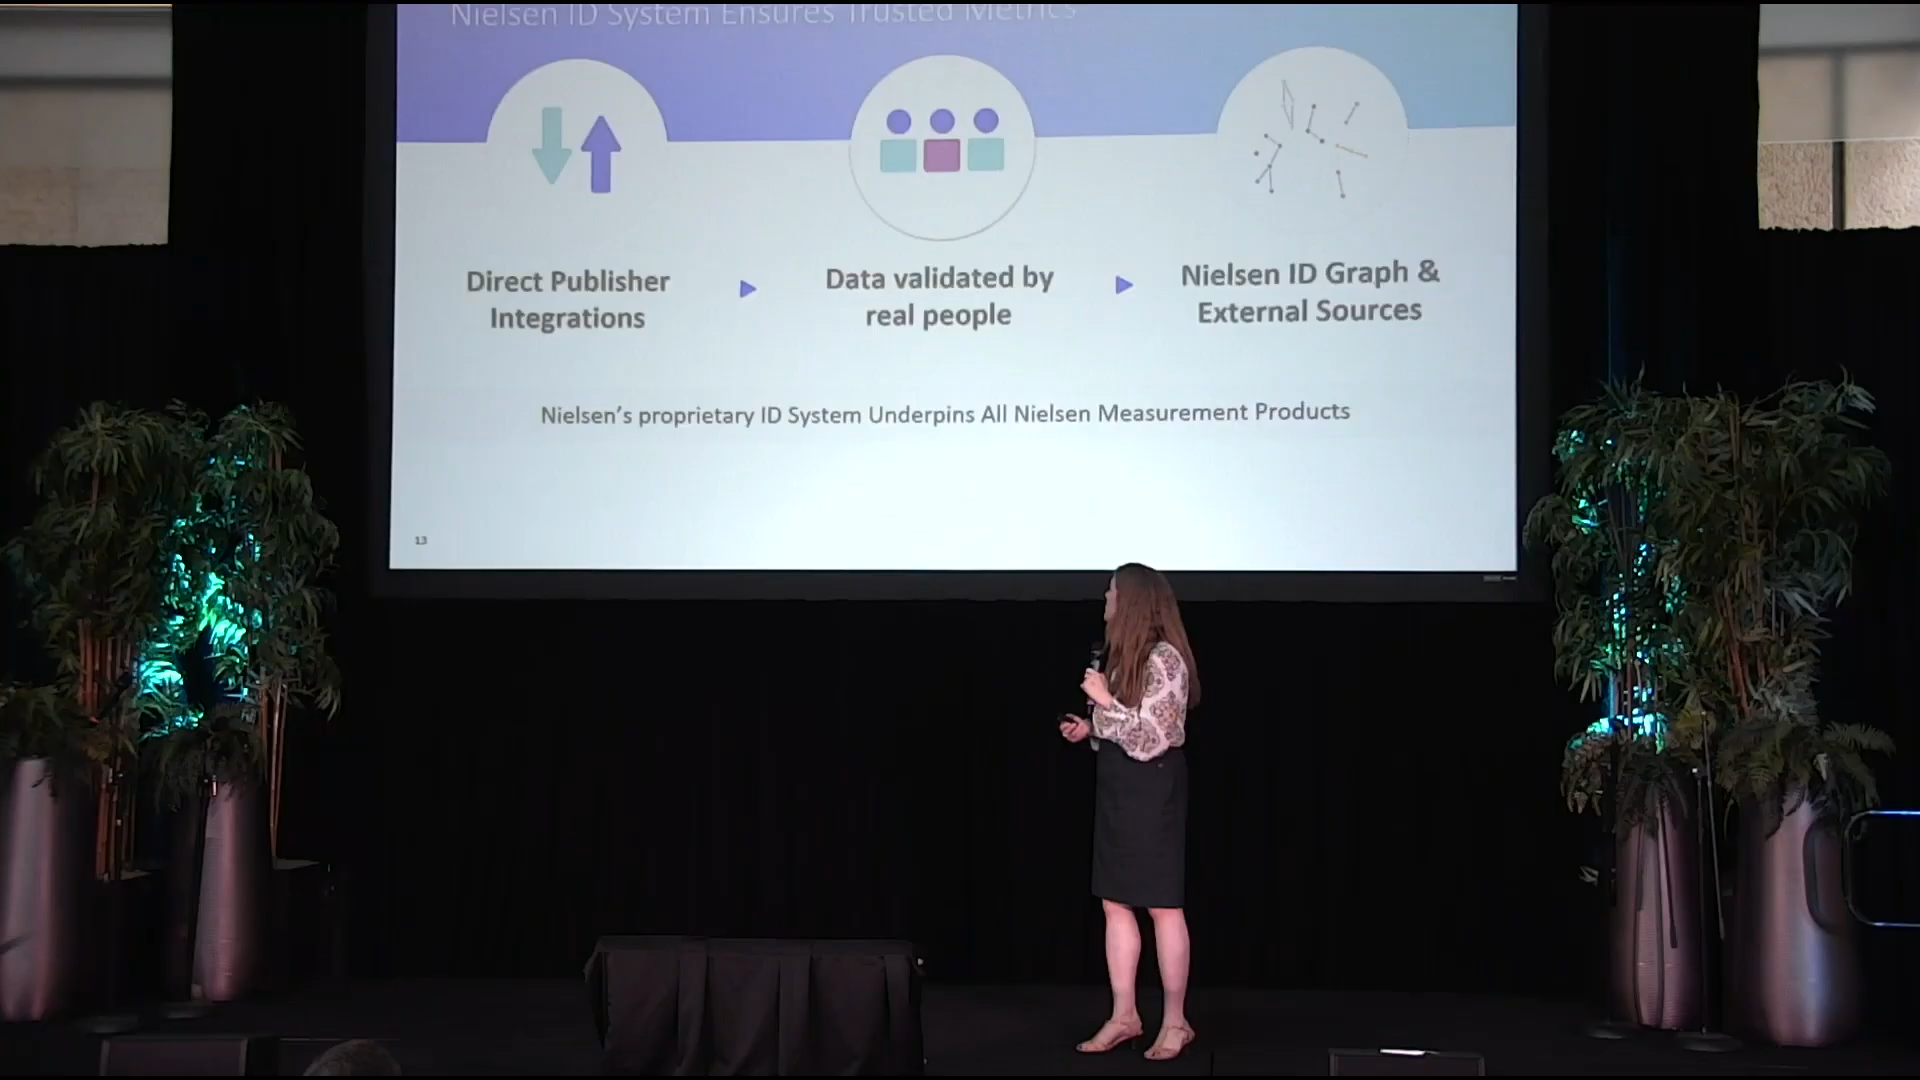 Nielsen ID System Ensures Trusted Metrics
Direct Publisher
Integrations
Data validated by
real people
Nielsen ID Graph &
External Sources
Nielsen's proprietary ID System Underpins All Nielsen Measurement Products
13